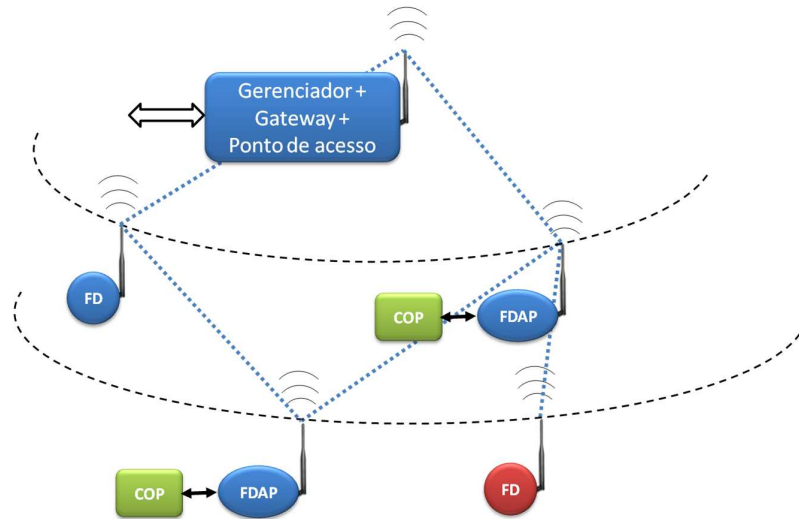 Gerenciador +
Gateway +
Ponto de acesso
FD
COP
FDAP
COP
FDAP
FD